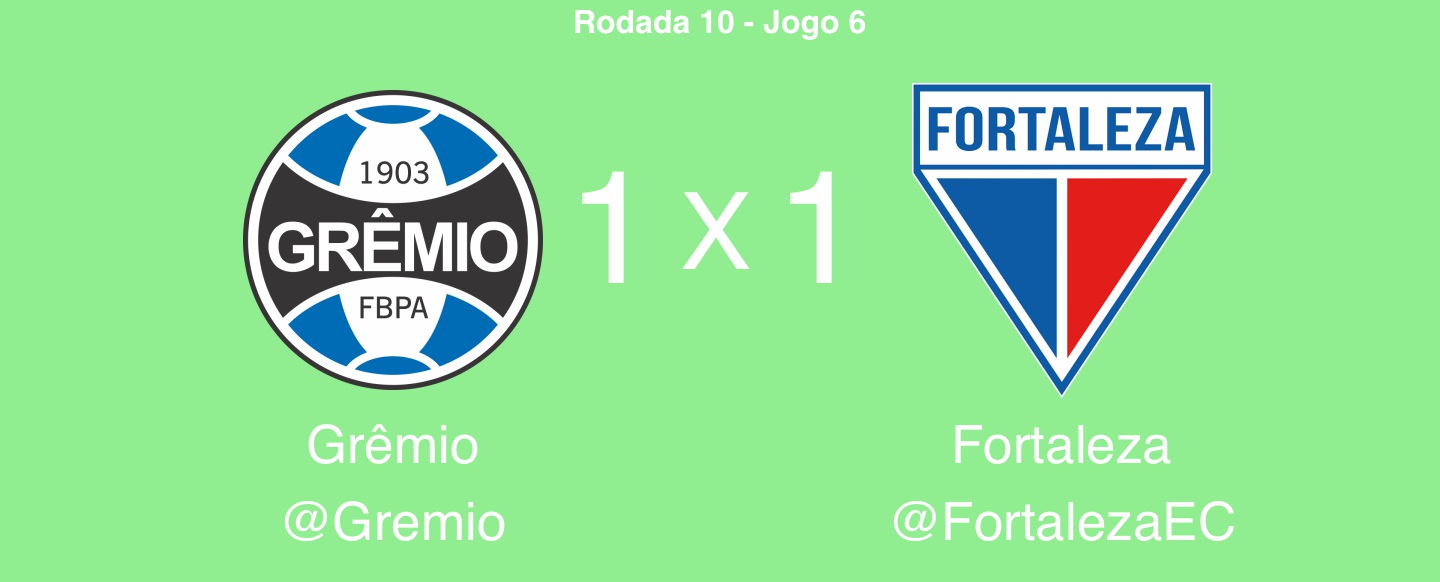 Rodada 10 - Jogo 6
1903
GRÊMIO
FBPA
1 x 1
FORTALEZA
Grêmio
Fortaleza
@Gremio
@FortalezaEC